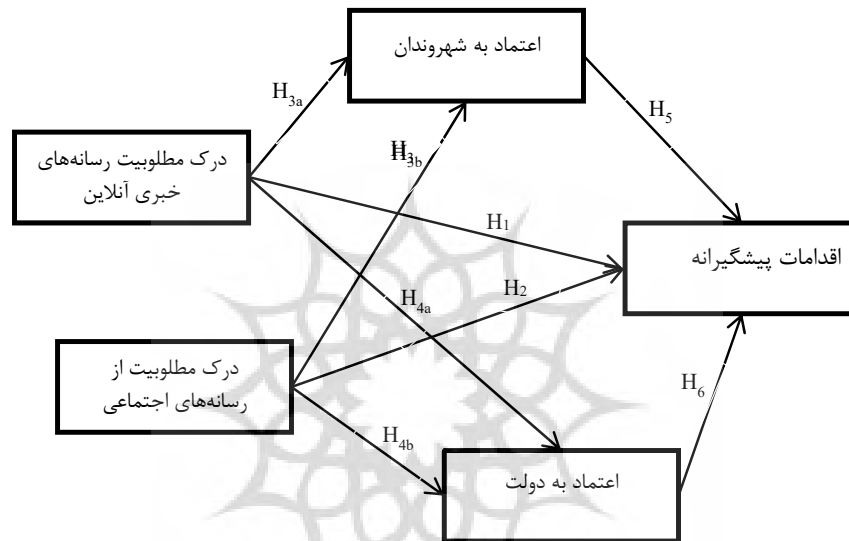 اعتماد به شهروندان
H3a
H5
H3b
درک مطلوبیت رسانه‌های
خبری آنلاین
H1
اقدامات پیشگیرانه
H2
H4a
درک مطلوبیت از
رسانه‌های اجتماعی
H6
H4b
اعتماد به دولت